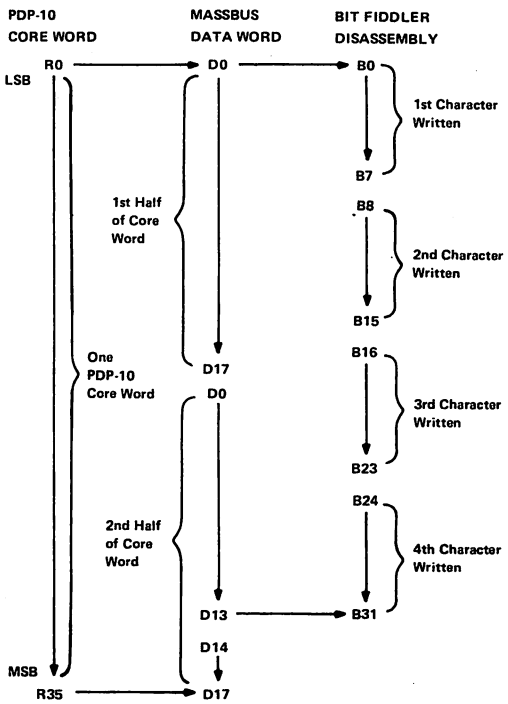 PDP-10
CORE WORD
MASSBUS
DATA WORD
BIT FIDDLER
DISASSEMBLY
R0
D0
B0
LSB
1st Character
Written
B7
B8
1st Half
of Core
Word
2nd Character
Written
B15
B16
One
PDP-10
Core Word
D17
D0
3rd Character
Written
B23
B24
2nd Half
of Core
Word
4th Character
Written
D13
B31
D14
MSB
R35
D17